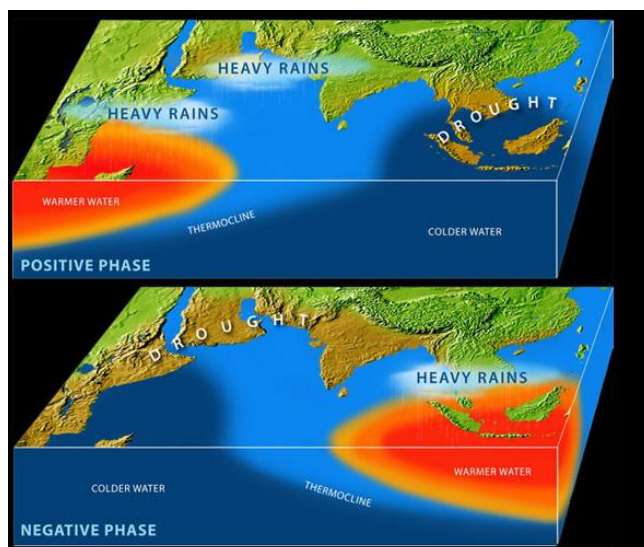 HEAVY RAINS
HEAVY RAINS
DROUGHT
WARMER WATER
THERMOCLINE
COLDER WATER
POSITIVE PHASE
DROUGHT
HEAVY RAINS
WARMER WATER
COLDER WATER
THERMOCLINE
NEGATIVE PHASE